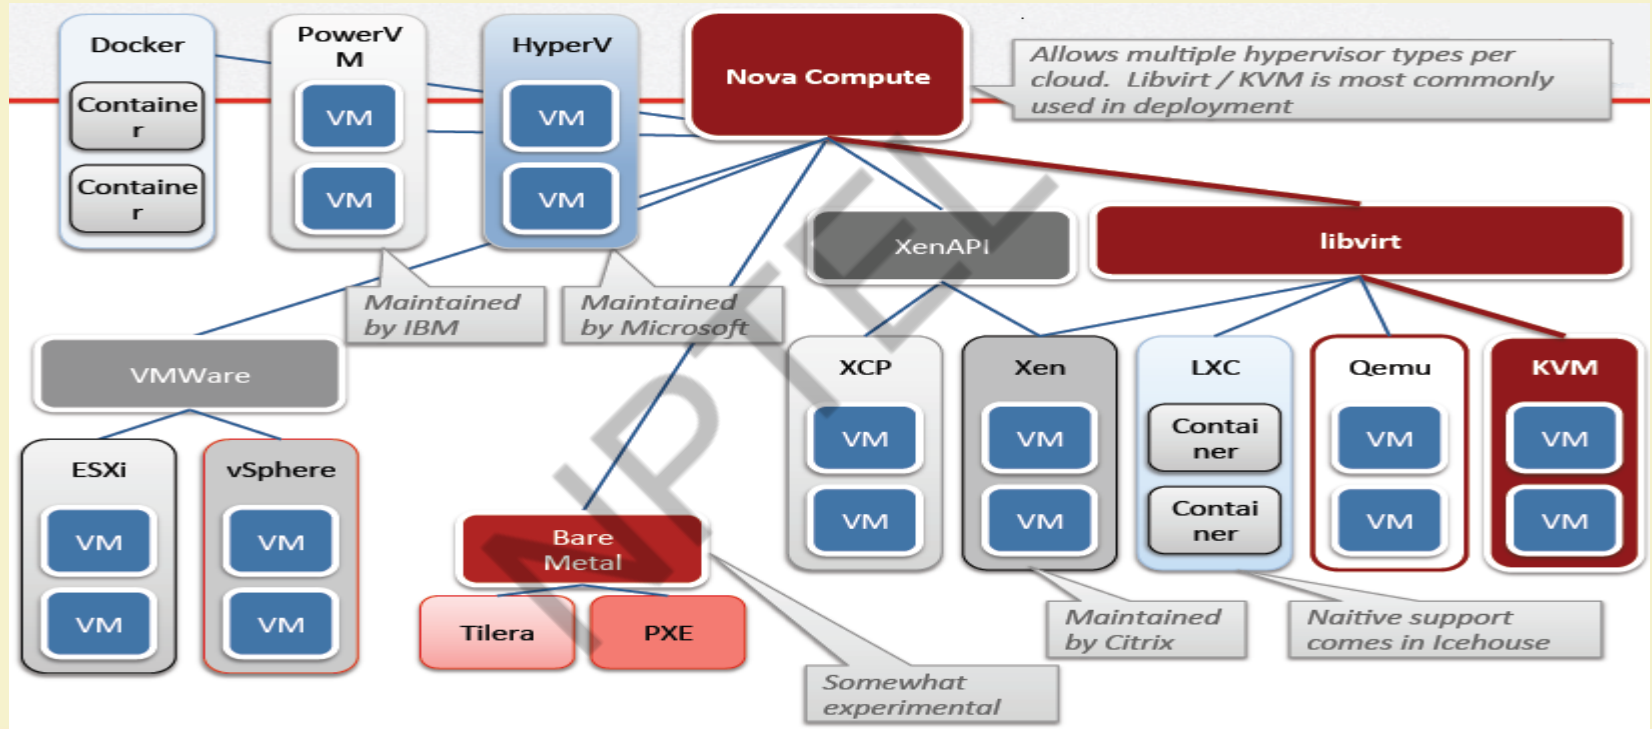 Docker
Containe
r
Containe
r
PowerV
M
VM
VM
HyperV
VM
VM
Nova Compute
Allows multiple hypervisor types per
cloud. Libvirt / KVM is most commonly
used in deployment
Maintained
by IBM
Maintained
by Microsoft
XenAPI
libvirt
VMWare
ESXi
VM
VM
vSphere
VM
VM
Bare
Metal
Tilera
PXE
Somewhat
experimental
XCP
VM
VM
Xen
VM
VM
LXC
Contai
ner
Contai
ner
Qemu
VM
VM
KVM
VM
VM
Maintained
by Citrix
Naitive support
comes in Icehouse
NPTEL